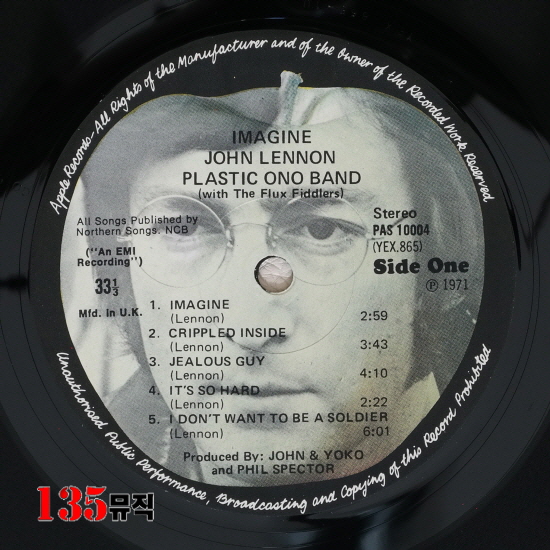 Apple Records-All Rights of the Manufacturer and of the Owner of the Recorded Work Reserved
IMAGINE
JOHN LENNON
PLASTIC ONO BAND
(with The Flux Fiddlers)
All Songs Published by
Northern Songs. NCB
("An EMI
Recording")
33⅓
Mfd. In U.K.
Stereo
PAS 10004
(YEX.865)
Side One
Ⓟ 1971
1. IMAGINE
(Lennon) 2:59
2. CRIPPLED INSIDE
(Lennon) 3:43
3. JEALOUS GUY
(Lennon) 4:10
4. IT'S SO HARD
(Lennon) 2:22
5. I DON'T WANT TO BE A SOLDIER
(Lennon) 6:01
Produced By: JOHN & YOKO
and PHIL SPECTOR
Unauthorised Public Performance, Broadcasting and Copying of this Record Prohibited
135뮤직